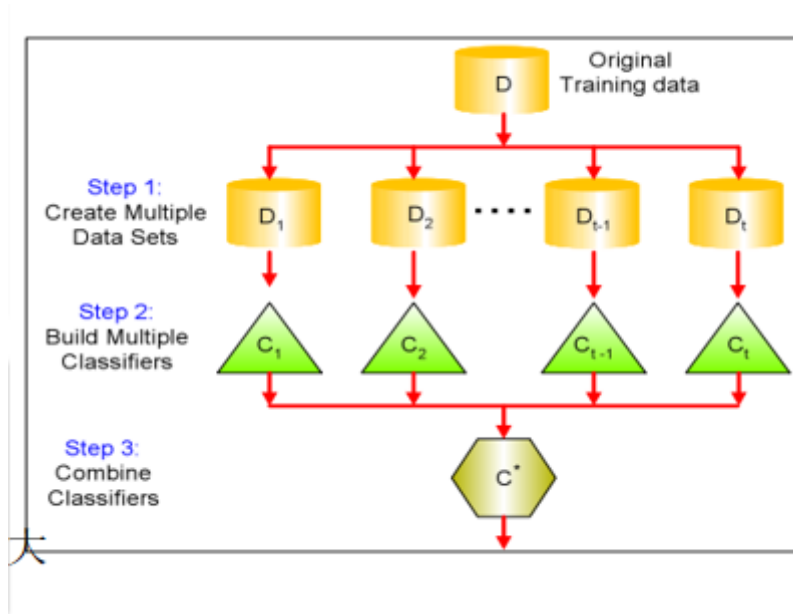 D
Original
Training data
Step 1:
Create Multiple
Data Sets
D1
D2
....
Dt-1
Dt
Step 2:
Build Multiple
Classifiers
C1
C2
Ct-1
Ct
Step 3:
Combine
Classifiers
C*
大